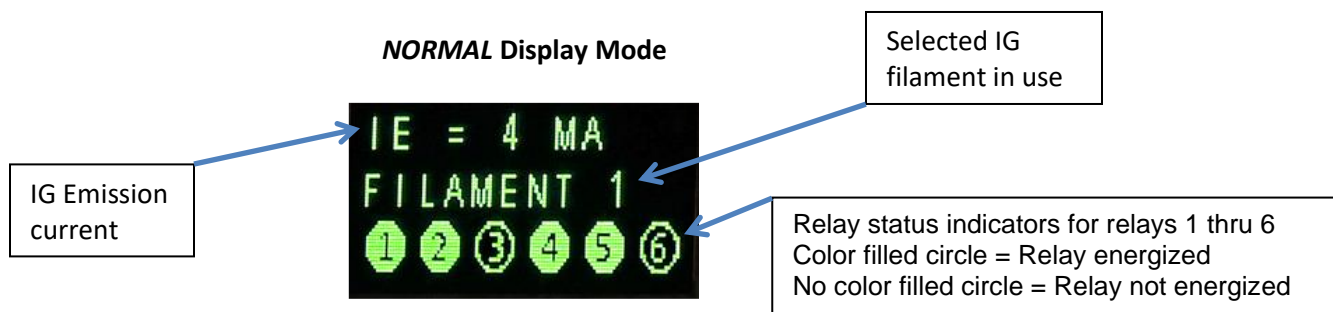 NORMAL Display Mode
Selected IG
filament in use
IE = 4 MA
FILAMENT 1
1 2 3 4 5 6
IG Emission
current
Relay status indicators for relays 1 thru 6
Color filled circle = Relay energized
No color filled circle = Relay not energized